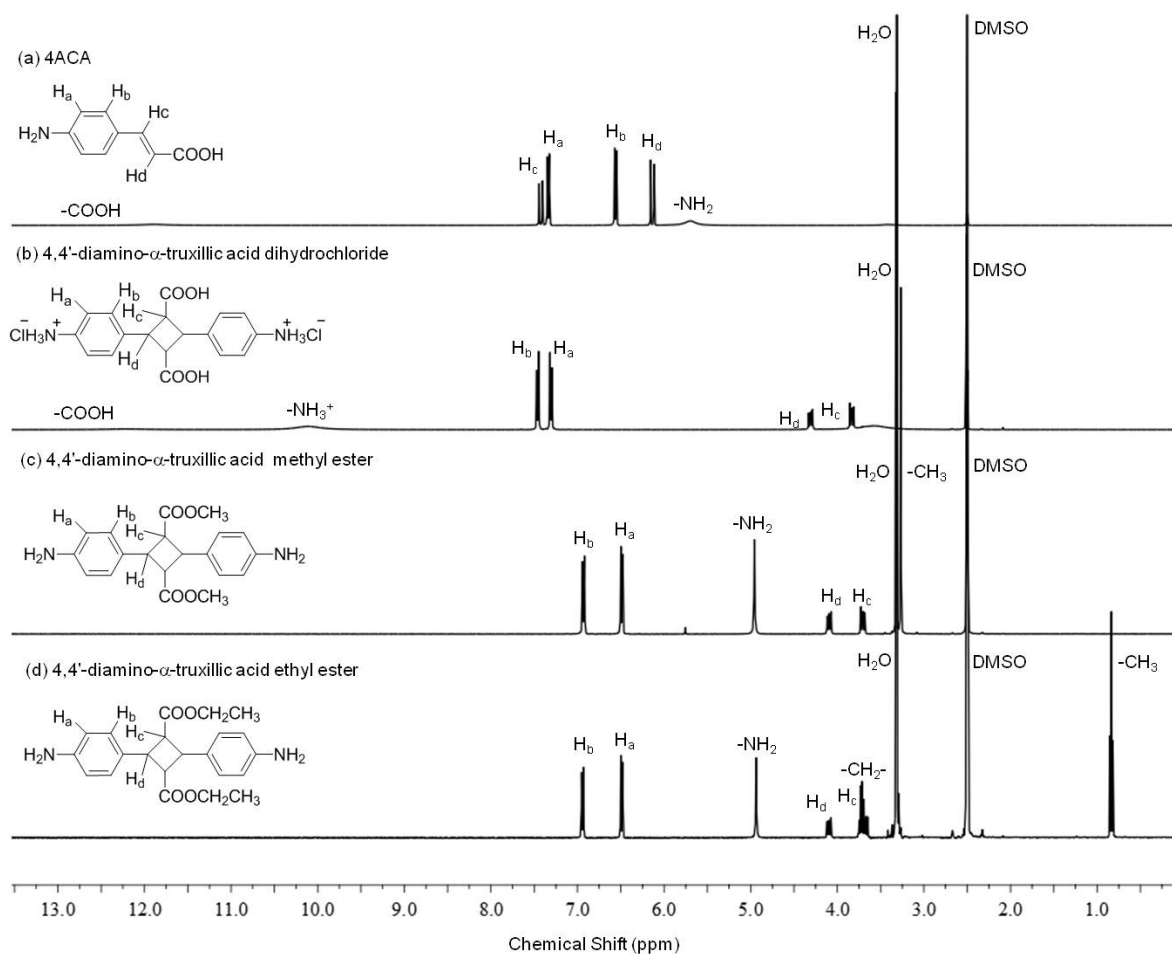 (a) 4ACA
H₂O
DMSO
Ha
Hb
Hc
H₂N
COOH
Hd
Hc
Ha
Hb
Hd
-COOH
-NH₂
(b) 4,4'-diamino-α-truxillic acid dihydrochloride
H₂O
DMSO
Ha
Hb
COOH
Hc
ClH3N
+
−
NH3Cl
+
−
Hd
COOH
Hb
Ha
-COOH
-NH₃⁺
Hd
Hc
(c) 4,4'-diamino-α-truxillic acid methyl ester
H₂O
-CH₃
DMSO
Ha
Hb
COOCH3
Hc
H₂N
NH₂
Hd
COOCH3
Hb
Ha
-NH₂
Hd
Hc
(d) 4,4'-diamino-α-truxillic acid ethyl ester
H₂O
DMSO
-CH₃
Ha
Hb
COOCH2CH3
Hc
H₂N
NH₂
Hd
COOCH2CH3
Hb
Ha
-NH₂
-CH₂-
Hd
Hc
13.0 12.0 11.0 10.0 9.0 8.0 7.0 6.0 5.0 4.0 3.0 2.0 1.0
Chemical Shift (ppm)